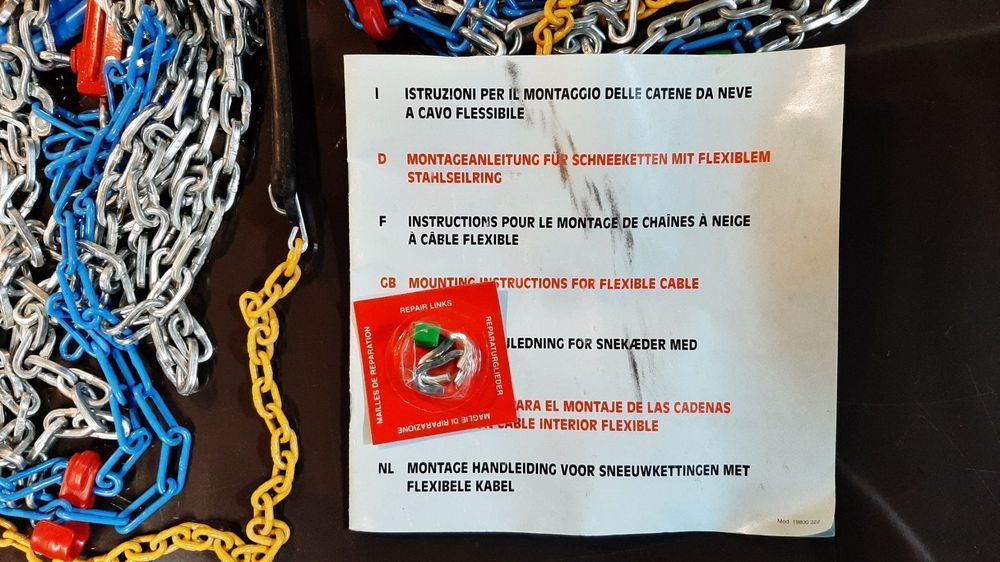 I ISTRUZIONI PER IL MONTAGGIO DELLE CATENE DA NEVE
A CAVO FLESSIBILE
D MONTAGEANLEITUNG FÜR SCHNEEKETTEN MIT FLEXIBLEM
STAHLSEILRING
F INSTRUCTIONS POUR LE MONTAGE DE CHAÎNES À NEIGE
À CÂBLE FLEXIBLE
GB MOUNTING INSTRUCTIONS FOR FLEXIBLE CABLE
REPAIR LINKS
REPARATURGLIEDER
MAGLIE DI RIPARAZIONE
MAILLES DE REPARATION
ULEDNING FOR SNEKÆDER MED
ARA EL MONTAJE DE LAS CADENAS
CABLE INTERIOR FLEXIBLE
NL MONTAGE HANDLEIDING VOOR SNEEUWKETTINGEN MET
FLEXIBELE KABEL
Mod. 19800 322